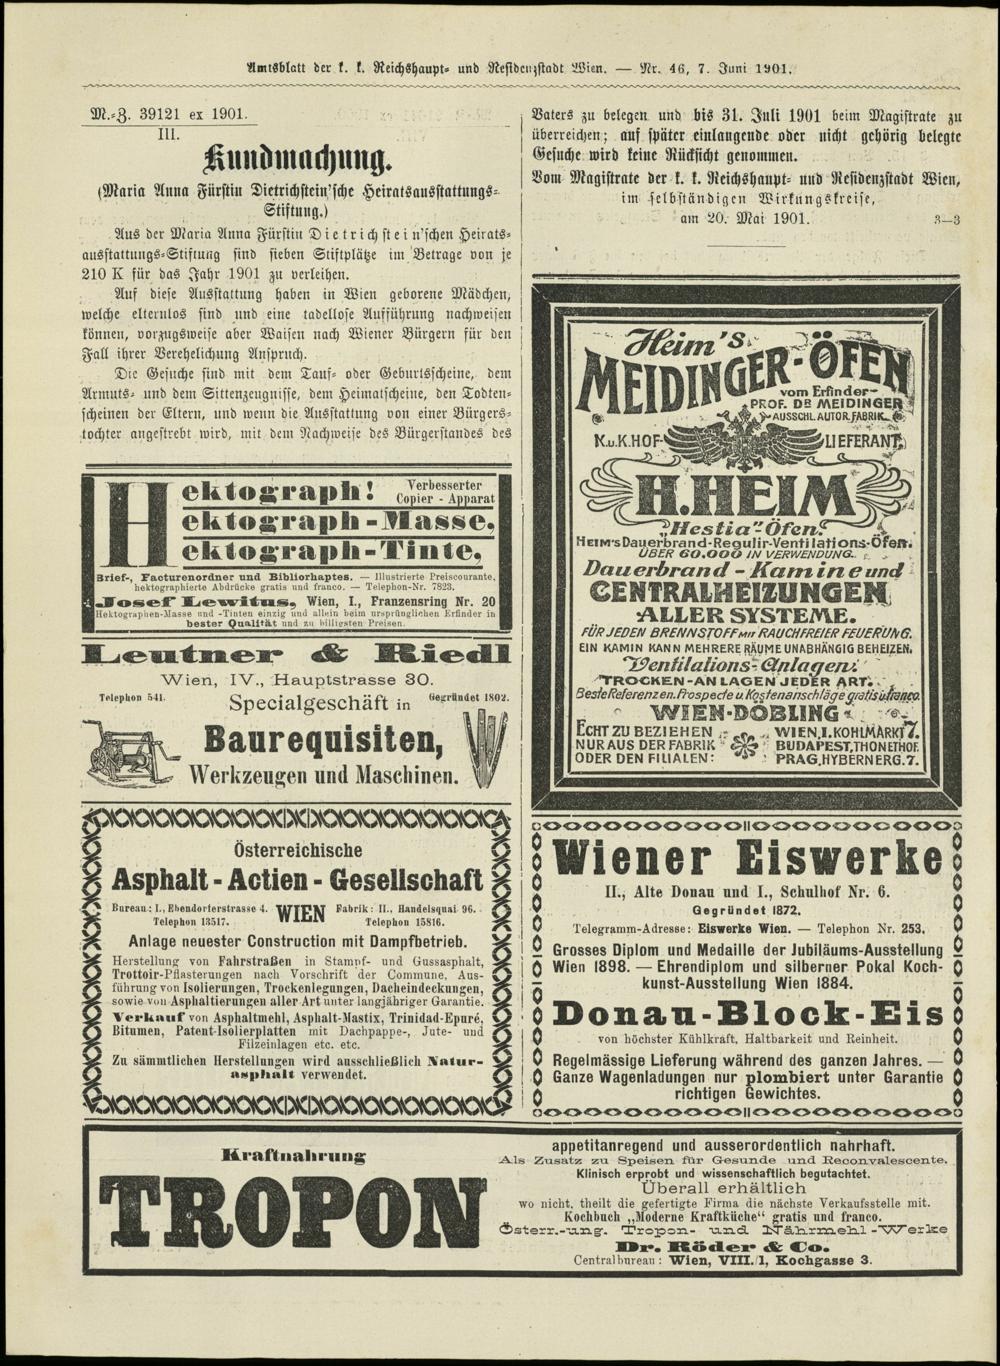 Amtsblatt der k. k. Reichshaupt- und Residenzstadt Wien. — Nr. 46, 7. Juni 1901.
M.-Z. 39121 ex 1901.
III.
Kundmachung.
(Maria Anna Fürstin Dietrichstein'sche Heiratsausstattungs-
Stiftung.)
Aus der Maria Anna Fürstin Dietrichstein'schen Heirats-
ausstattungs-Stiftung sind sieben Stiftplätze im Betrage von je
210 K für das Jahr 1901 zu verleihen.
Auf diese Ausstattung haben in Wien geborene Mädchen,
welche elternlos sind und eine tadellose Aufführung nachweisen
können, vorzugsweise aber Waisen nach Wiener Bürgern für den
Fall ihrer Verehelichung Anspruch.
Die Gesuche sind mit dem Tauf- oder Geburtsscheine, dem
Armuts- und dem Sittenzeugnisse, dem Heimatscheine, den Todten-
scheinen der Eltern, und wenn die Ausstattung von einer Bürgers-
tochter angestrebt wird, mit dem Nachweise des Bürgerstandes des
Vaters zu belegen und bis 31. Juli 1901 beim Magistrate zu
überreichen; auf später einlangende oder nicht gehörig belegte
Gesuche wird keine Rücksicht genommen.
Vom Magistrate der k. k. Reichshaupt- und Residenzstadt Wien,
im selbständigen Wirkungskreise,
am 20. Mai 1901. 3—3
Hektograph! Verbesserter
Copier - Apparat
ektograph-Masse,
ektograph-Tinte,
Brief-, Facturenordner und Bibliorhaptes. — Illustrierte Preiscourante,
hektographierte Abdrücke gratis und franco. — Telephon-Nr. 7823.
Josef Lewitus, Wien, I., Franzensring Nr. 20
Hektographen-Masse und -Tinten einzig und allein beim ursprünglichen Erfinder in
bester Qualität und zu billigsten Preisen.
Leutner & Riedl
Wien, IV., Hauptstrasse 30.
Telephon 541. Specialgeschäft in Gegründet 1802.
Baurequisiten,
Werkzeugen und Maschinen.
Österreichische
Asphalt - Actien - Gesellschaft
Bureau: I., Ebendorferstrasse 4. WIEN Fabrik: II., Handelsquai 96.
Telephon 13517. Telephon 15816.
Anlage neuester Construction mit Dampfbetrieb.
Herstellung von Fahrstraßen in Stampf- und Gussasphalt,
Trottoir-Pflasterungen nach Vorschrift der Commune, Aus-
führung von Isolierungen, Trockenlegungen, Dacheindeckungen,
sowie von Asphaltierungen aller Art unter langjähriger Garantie.
Verkauf von Asphaltmehl, Asphalt-Mastix, Trinidad-Epuré,
Bitumen, Patent-Isolierplatten mit Dachpappe-, Jute- und
Filzeinlagen etc. etc.
Zu sämmtlichen Herstellungen wird ausschließlich Natur-
asphalt verwendet.
Heim's
MEIDINGER-ÖFEN
vom Erfinder
PROF. DR MEIDINGER
AUSSCHL. AUTOR. FABRIK
K.u.K. HOF- LIEFERANT
H. HEIM
„Hestia"-Öfen.
HEIM'S Dauerbrand-Regulir-Ventilations-Öfen.
ÜBER 60.000 IN VERWENDUNG.
Dauerbrand-Kamine und
CENTRALHEIZUNGEN
ALLER SYSTEME.
FÜR JEDEN BRENNSTOFF MIT RAUCHFREIER FEUERUNG.
EIN KAMIN KANN MEHRERE RÄUME UNABHÄNGIG BEHEIZEN.
Ventilations-Anlagen.
TROCKEN-ANLAGEN JEDER ART.
Beste Referenzen. Prospecte u. Kostenanschläge gratis u. franco.
WIEN-DÖBLING
ECHT ZU BEZIEHEN WIEN, I. KOHLMARKT 7.
NUR AUS DER FABRIK BUDAPEST, THONETHOF.
ODER DEN FILIALEN: PRAG, HYBERNERG. 7.
Wiener Eiswerke
II., Alte Donau und I., Schulhof Nr. 6.
Gegründet 1872.
Telegramm-Adresse: Eiswerke Wien. — Telephon Nr. 253.
Grosses Diplom und Medaille der Jubiläums-Ausstellung
Wien 1898. — Ehrendiplom und silberner Pokal Koch-
kunst-Ausstellung Wien 1884.
Donau-Block-Eis
von höchster Kühlkraft, Haltbarkeit und Reinheit.
Regelmässige Lieferung während des ganzen Jahres. —
Ganze Wagenladungen nur plombiert unter Garantie
richtigen Gewichtes.
Kraftnahrung
TROPON
appetitanregend und ausserordentlich nahrhaft.
Als Zusatz zu Speisen für Gesunde und Reconvalescente.
Klinisch erprobt und wissenschaftlich begutachtet.
Überall erhältlich
wo nicht, theilt die gefertigte Firma die nächste Verkaufsstelle mit.
Kochbuch „Moderne Kraftküche" gratis und franco.
Österr.-ung. Tropon- und Nährmehl-Werke
Dr. Röder & Co.
Centralbureau: Wien, VIII./1, Kochgasse 3.